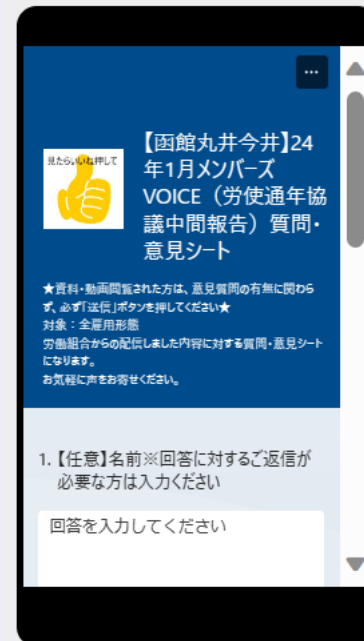 …
見たらいいね押して
【函館丸井今井】24
年1月メンバーズ
VOICE（労使通年協
議中間報告）質問・
意見シート
★資料・動画閲覧された方は、意見質問の有無に関わら
ず、必ず「送信」ボタンを押してください★
対象：全雇用形態
労働組合からの配信しました内容に対する質問・意見シート
になります。
お気軽に声をお寄せください。
1.【任意】名前※回答に対するご返信が
必要な方は入力ください
回答を入力してください